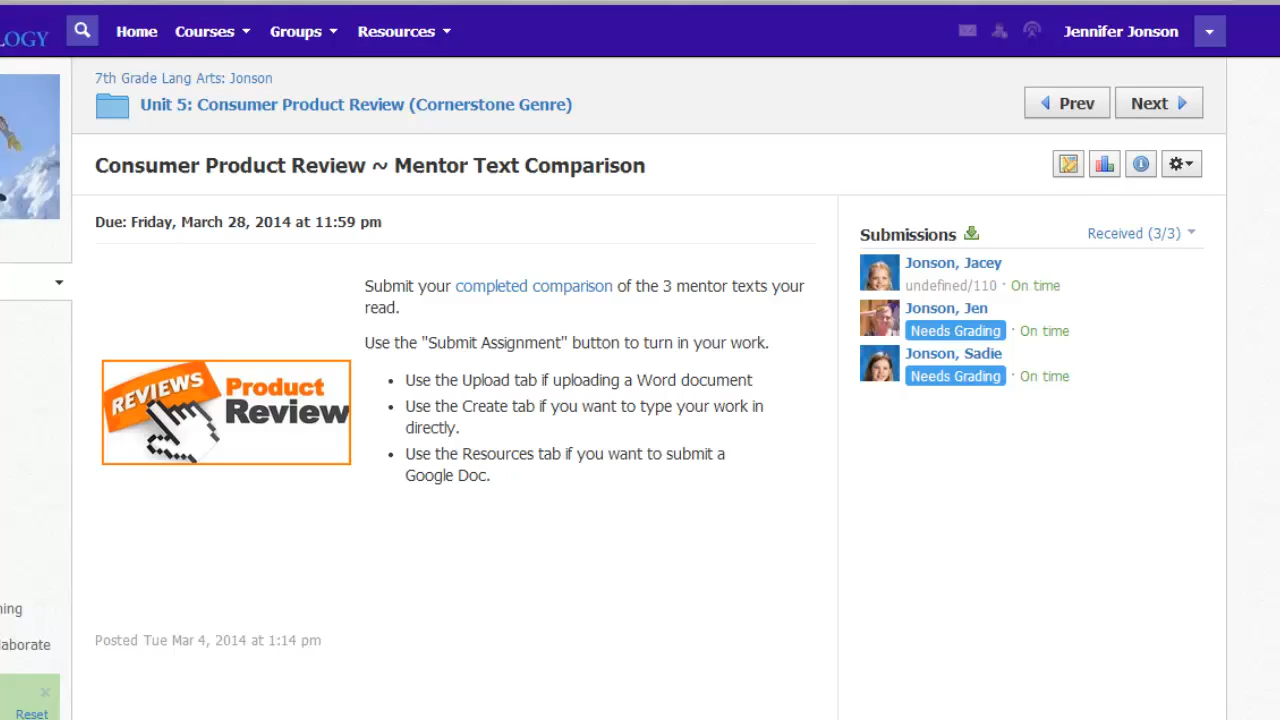 OGY
Home
Courses
Groups
Resources
Jennifer Jonson
7th Grade Lang Arts: Jonson
Unit 5: Consumer Product Review (Cornerstone Genre)
Prev
Next
Consumer Product Review ~ Mentor Text Comparison
Due: Friday, March 28, 2014 at 11:59 pm
Submit your completed comparison of the 3 mentor texts your
read.
Use the "Submit Assignment" button to turn in your work.
• Use the Upload tab if uploading a Word document
• Use the Create tab if you want to type your work in
directly.
• Use the Resources tab if you want to submit a
Google Doc.
REVIEWS
Product
Review
Posted Tue Mar 4, 2014 at 1:14 pm
Submissions
Received (3/3)
Jonson, Jacey
undefined/110 · On time
Jonson, Jen
Needs Grading · On time
Jonson, Sadie
Needs Grading · On time
ning
laborate
Reset